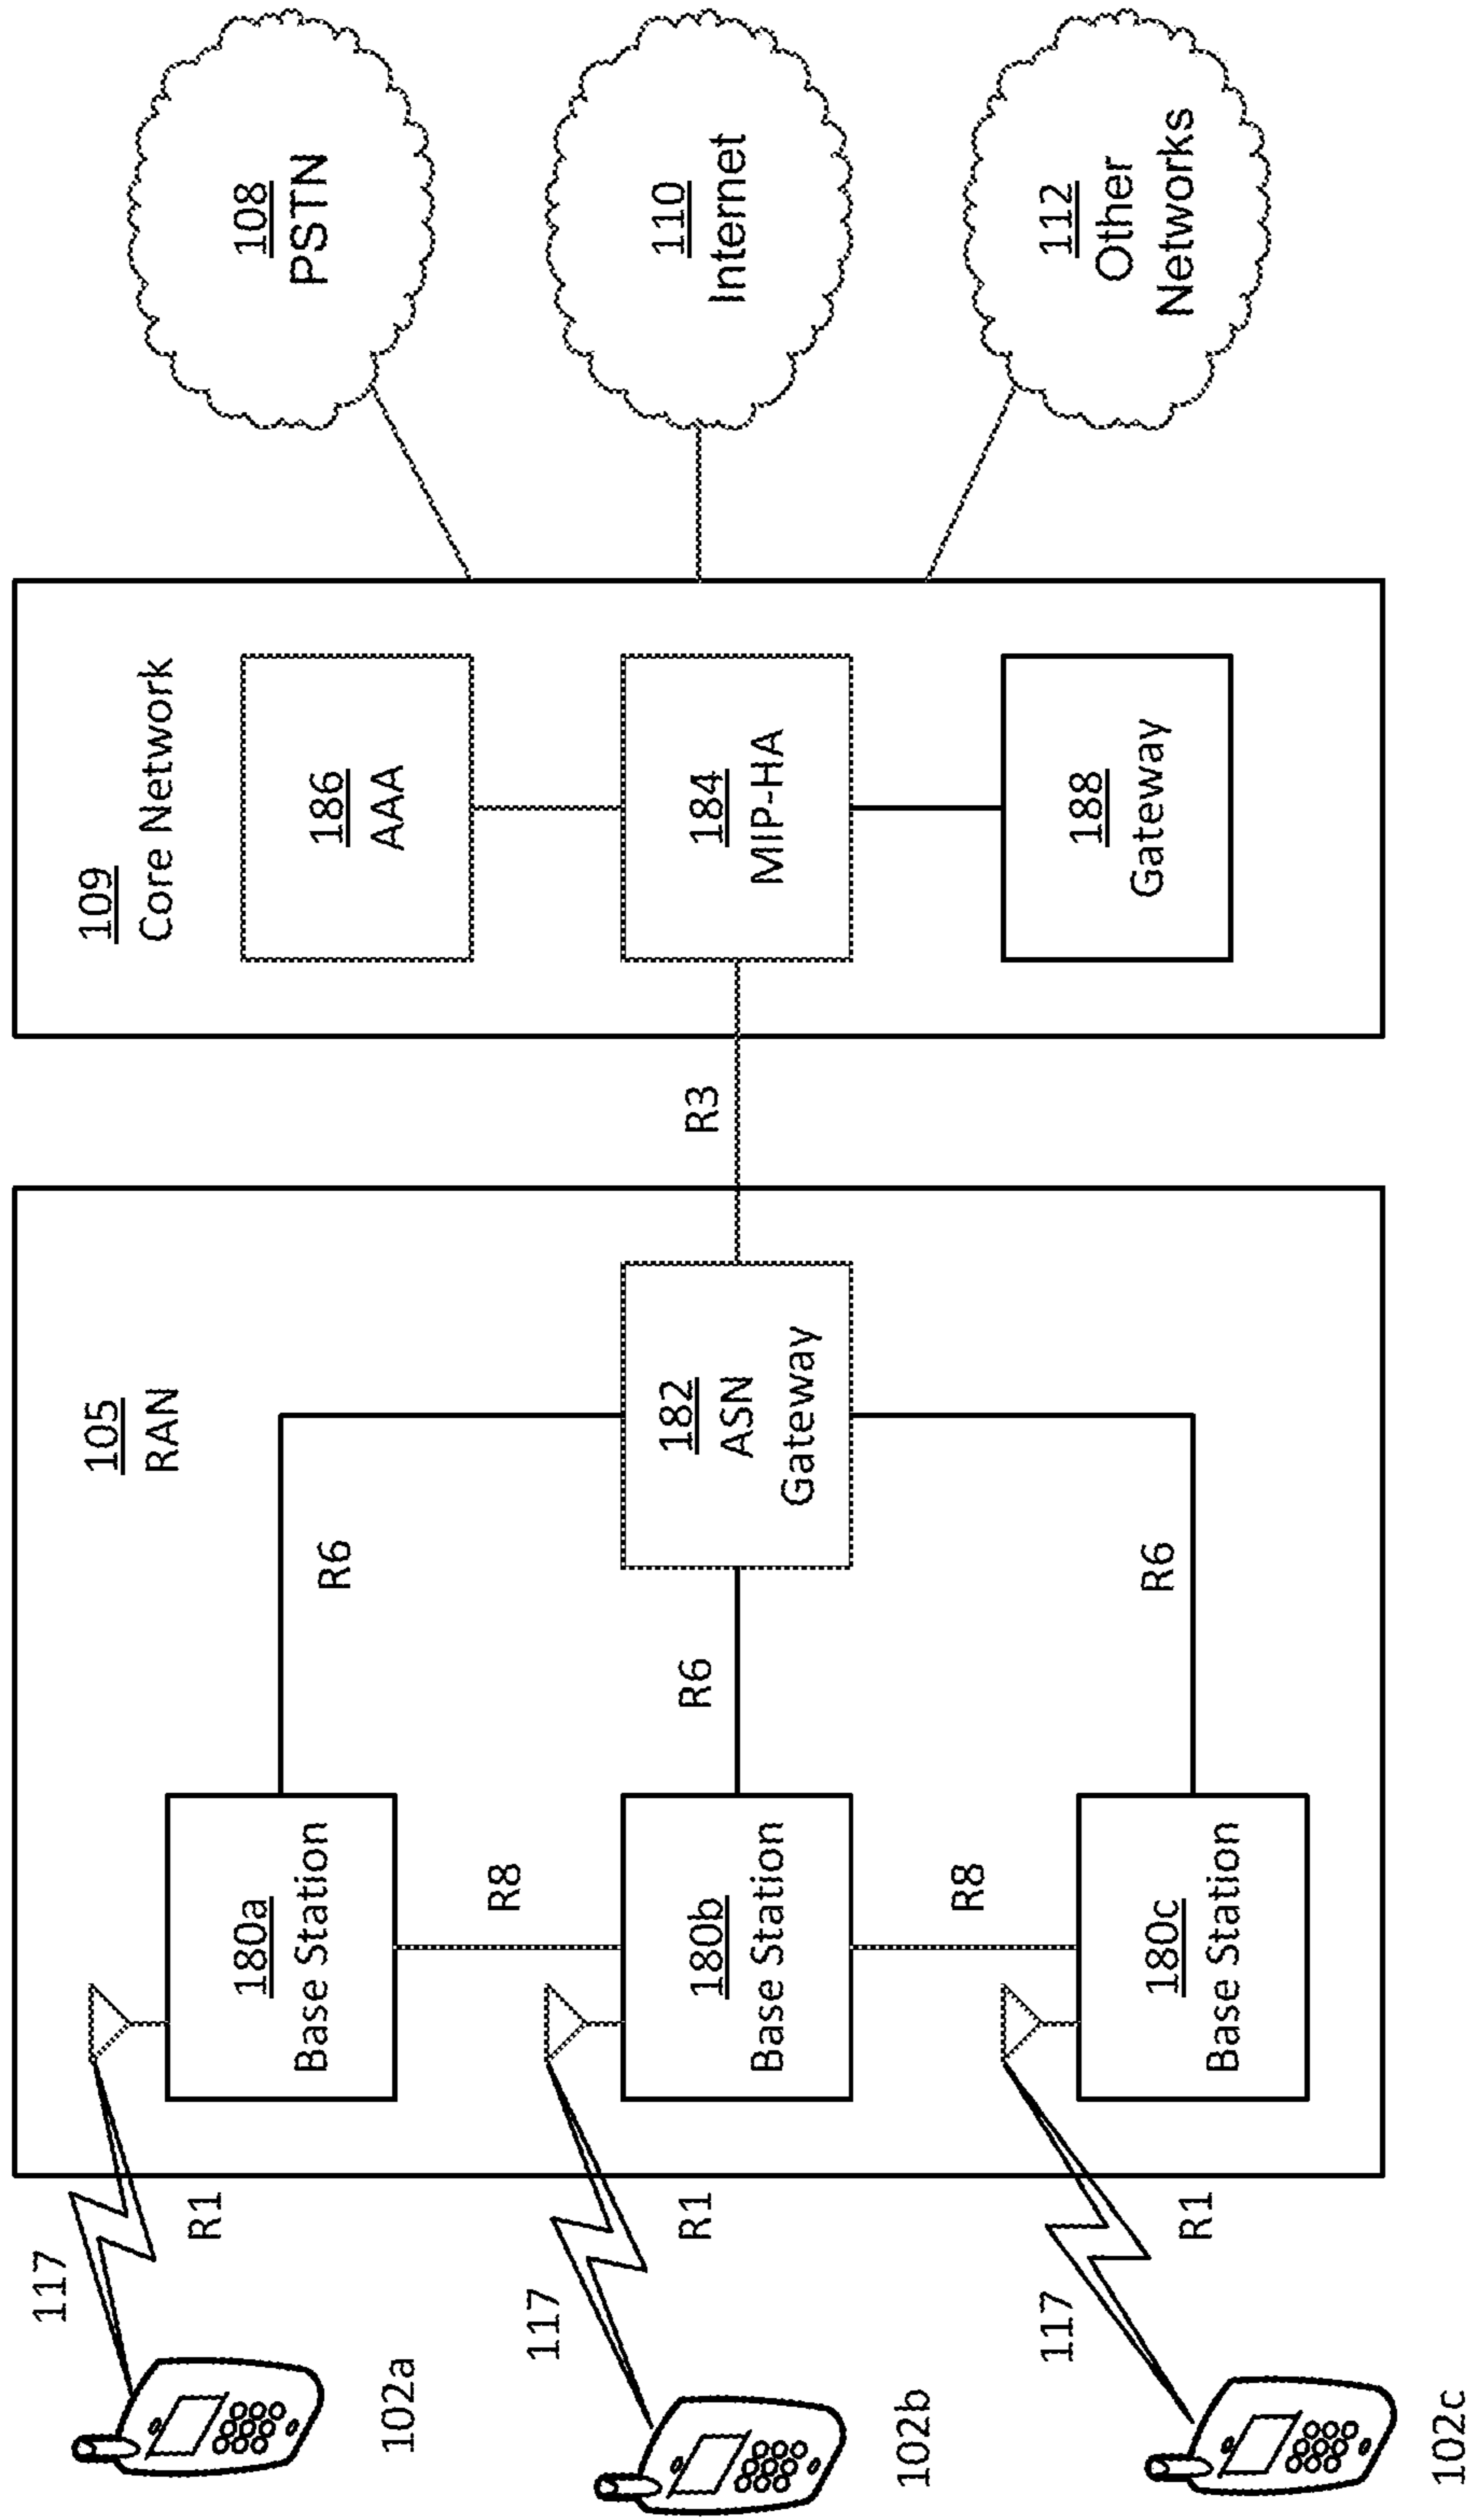 117
R1
102a
117
R1
102b
117
R1
102c
105
RAN
180a
Base Station
R8
180b
Base Station
R8
180c
Base Station
R6
R6
R6
182
ASN
Gateway
R3
109
Core Network
186
AAA
184
MIP-HA
188
Gateway
108
PSTN
110
Internet
112
Other
Networks